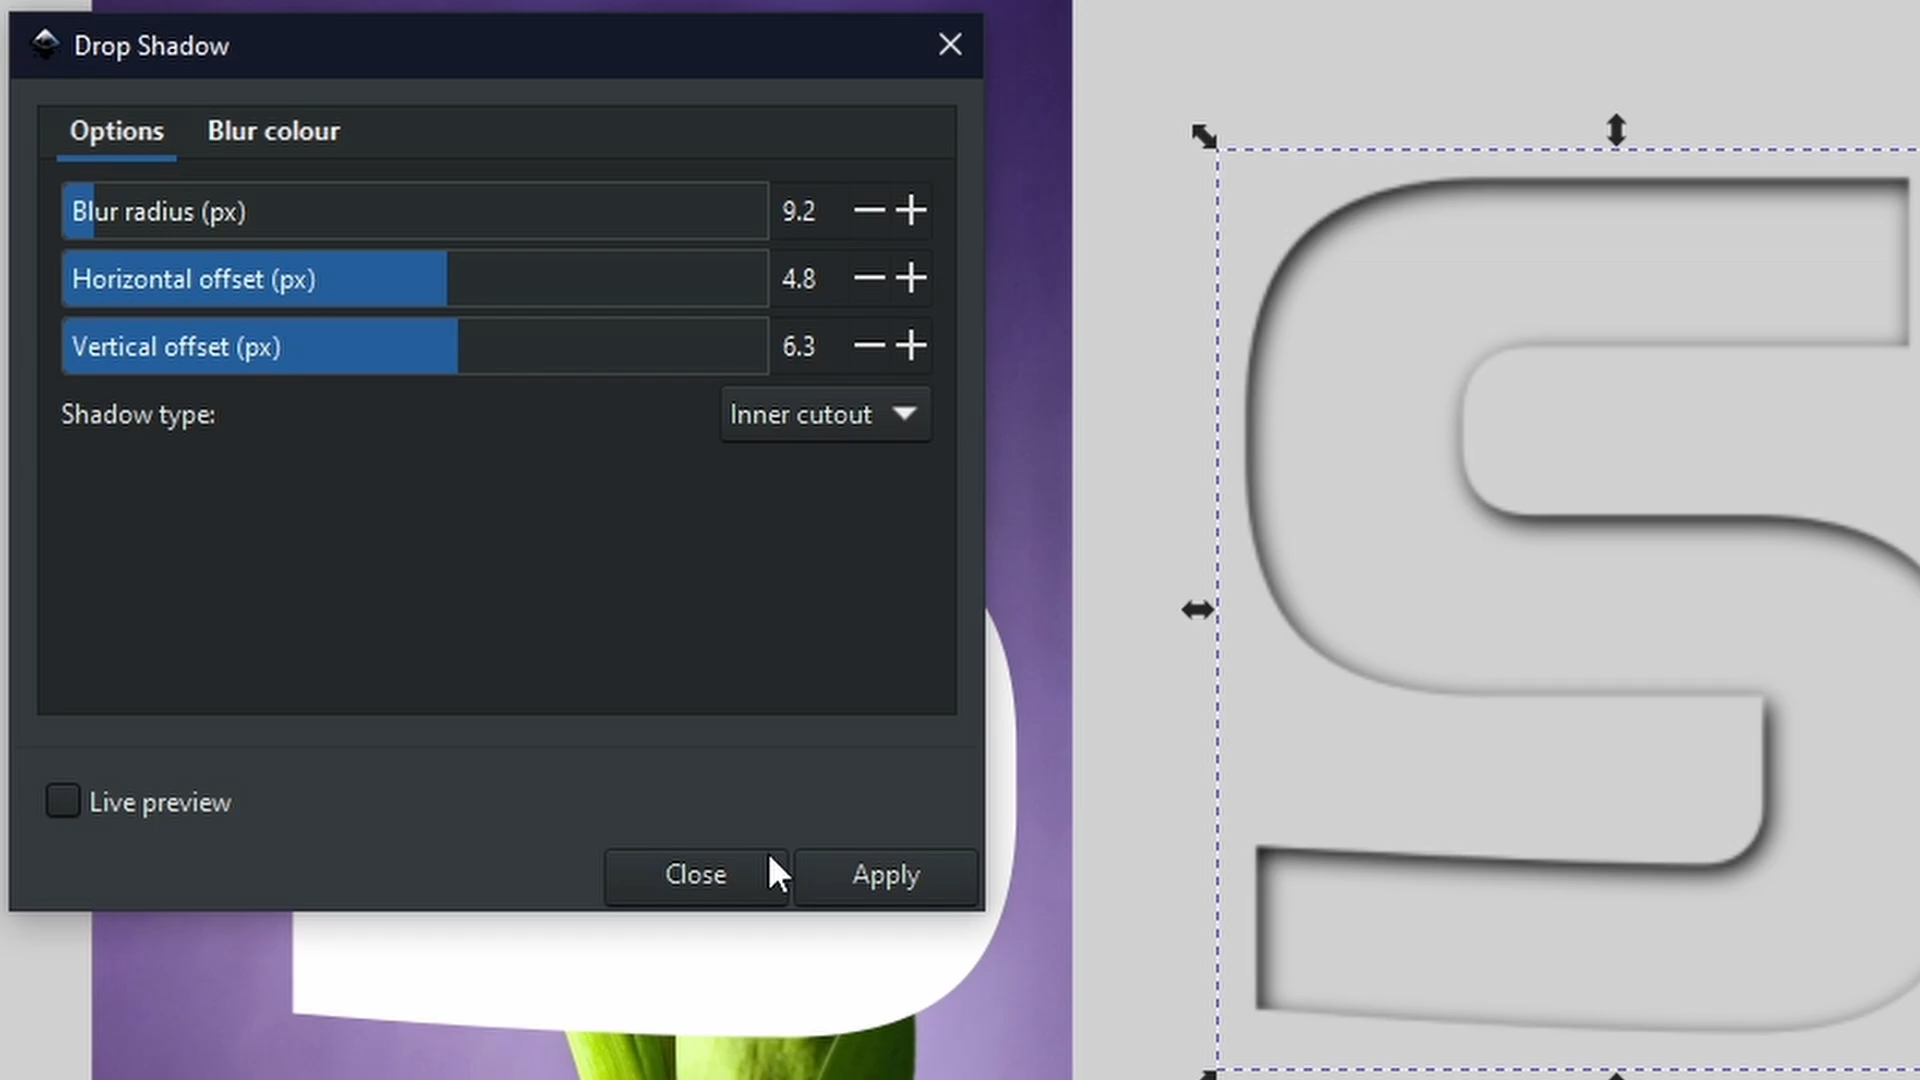 Drop Shadow
Options Blur colour
Blur radius (px) 9.2
Horizontal offset (px) 4.8
Vertical offset (px) 6.3
Shadow type: Inner cutout
Live preview
Close Apply
S